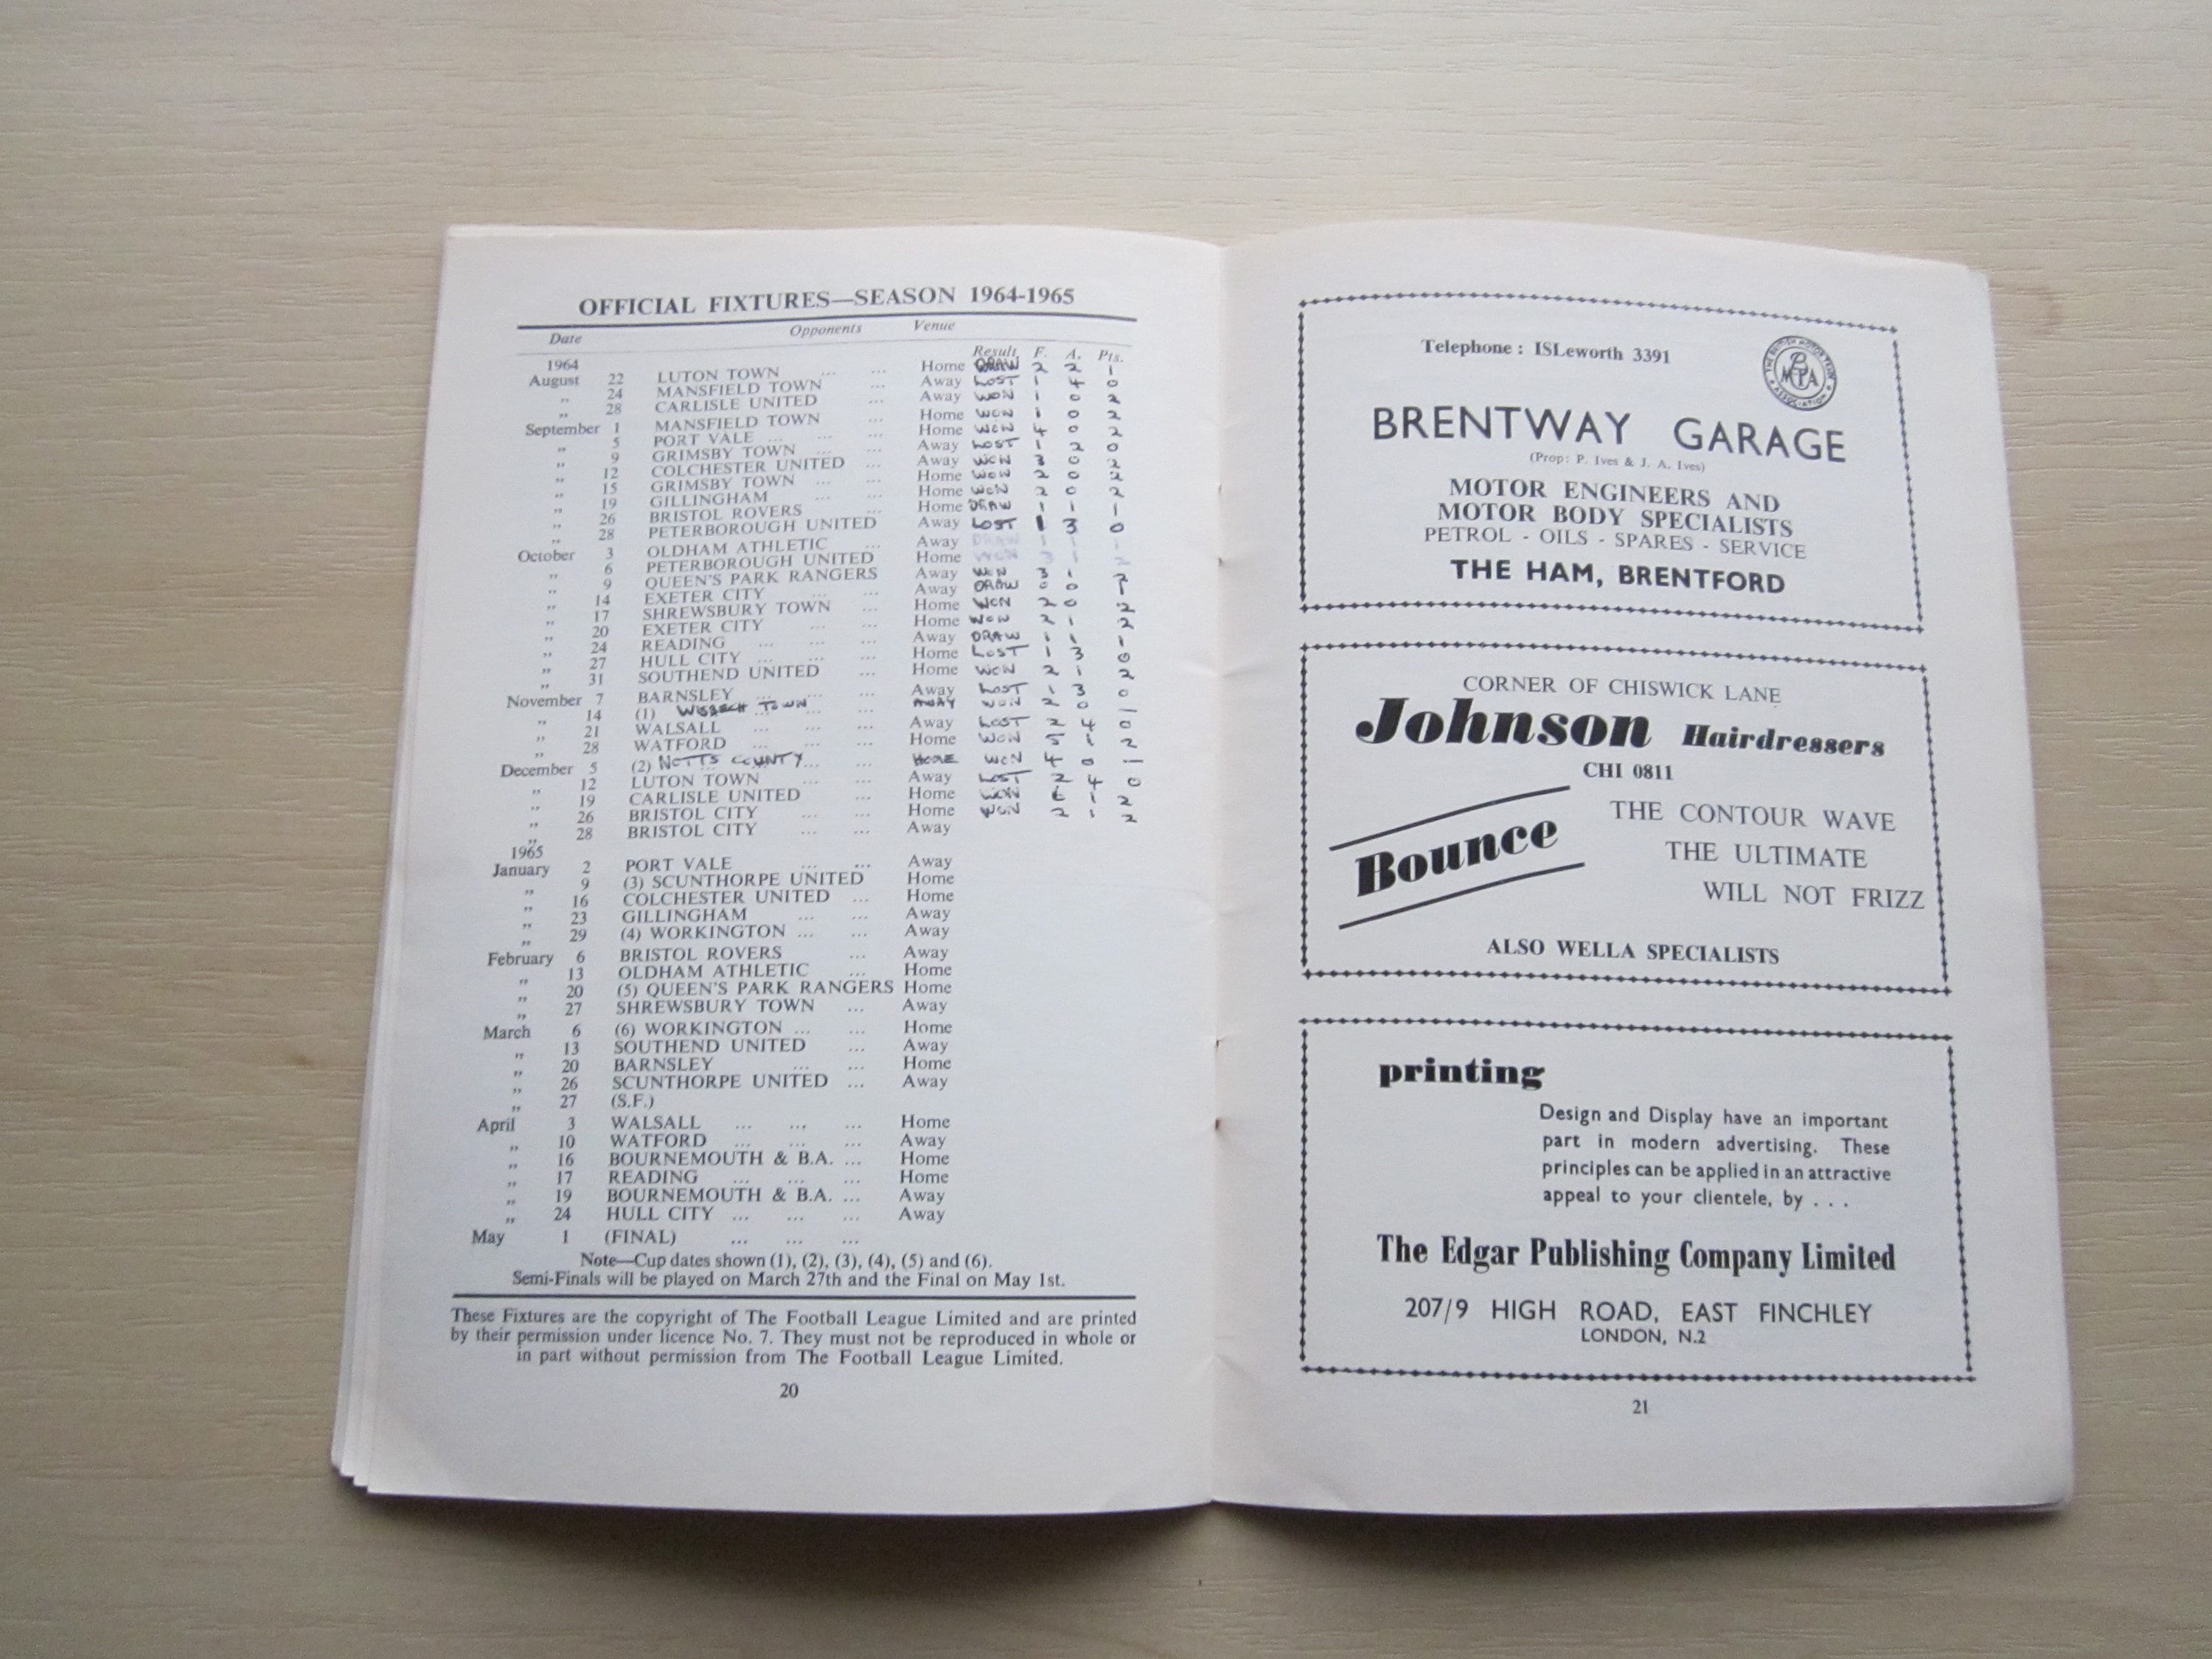 OFFICIAL FIXTURES—SEASON 1964-1965
Date Opponents Venue Result F. A. Pts.
1964
August 22 LUTON TOWN ... ... Home DRAW 2 2 1
„ 24 MANSFIELD TOWN ... Away LOST 1 4 0
„ 28 CARLISLE UNITED ... Away WON 1 0 2
September 1 MANSFIELD TOWN ... Home WON 1 0 2
„ 5 PORT VALE ... ... ... Home WON 4 0 2
„ 9 GRIMSBY TOWN ... ... Away LOST 1 2 0
„ 12 COLCHESTER UNITED ... Away WON 3 0 2
„ 15 GRIMSBY TOWN ... ... Home WON 2 0 2
„ 19 GILLINGHAM ... ... Home WON 2 0 2
„ 26 BRISTOL ROVERS ... Home DRAW 1 1 1
„ 28 PETERBOROUGH UNITED Away LOST 1 3 0
October 3 OLDHAM ATHLETIC ... Away DRAW 1 1 -
„ 6 PETERBOROUGH UNITED Home WON 3 1 2
„ 9 QUEEN'S PARK RANGERS Away WON 3 1 2
„ 14 EXETER CITY ... ... Away DRAW 0 0 1
„ 17 SHREWSBURY TOWN ... Home WON 2 0 2
„ 20 EXETER CITY ... ... Home WON 2 1 2
„ 24 READING ... ... ... Away DRAW 1 1 1
„ 27 HULL CITY ... ... ... Home LOST 1 3 0
„ 31 SOUTHEND UNITED ... Home WON 2 1 2
November 7 BARNSLEY ... ... ... Away LOST 1 3 0
„ 14 (1) WISBECH TOWN ... AWAY WON 2 0 /
„ 21 WALSALL ... ... ... Away LOST 2 4 0
„ 28 WATFORD ... ... ... Home WON 5 1 2
December 5 (2) NOTTS COUNTY ... HOME WON 4 0 /
„ 12 LUTON TOWN ... ... Away LOST 2 4 0
„ 19 CARLISLE UNITED ... Home WON 6 1 2
„ 26 BRISTOL CITY ... ... Home WON 2 1 2
„ 28 BRISTOL CITY ... ... Away
1965
January 2 PORT VALE ... ... Away
„ 9 (3) SCUNTHORPE UNITED Home
„ 16 COLCHESTER UNITED ... Home
„ 23 GILLINGHAM ... ... Away
„ 29 (4) WORKINGTON ... ... Away
February 6 BRISTOL ROVERS ... Away
„ 13 OLDHAM ATHLETIC ... Home
„ 20 (5) QUEEN'S PARK RANGERS Home
„ 27 SHREWSBURY TOWN ... Away
March 6 (6) WORKINGTON ... ... Home
„ 13 SOUTHEND UNITED ... Away
„ 20 BARNSLEY ... ... Home
„ 26 SCUNTHORPE UNITED ... Away
„ 27 (S.F.)
April 3 WALSALL ... ... ... Home
„ 10 WATFORD ... ... ... Away
„ 16 BOURNEMOUTH & B.A. ... Home
„ 17 READING ... ... ... Home
„ 19 BOURNEMOUTH & B.A. ... Away
„ 24 HULL CITY ... ... ... Away
May 1 (FINAL) ... ... ...
Note—Cup dates shown (1), (2), (3), (4), (5) and (6).
Semi-Finals will be played on March 27th and the Final on May 1st.
These Fixtures are the copyright of The Football League Limited and are printed
by their permission under licence No. 7. They must not be reproduced in whole or
in part without permission from The Football League Limited.
20
Telephone : ISLeworth 3391
THE BRITISH MOTOR TRADE ASSOCIATION
BRENTWAY GARAGE
(Prop: P. Ives & J. A. Ives)
MOTOR ENGINEERS AND
MOTOR BODY SPECIALISTS
PETROL - OILS - SPARES - SERVICE
THE HAM, BRENTFORD
CORNER OF CHISWICK LANE
Johnson Hairdressers
CHI 0811
Bounce
THE CONTOUR WAVE
THE ULTIMATE
WILL NOT FRIZZ
ALSO WELLA SPECIALISTS
printing
Design and Display have an important
part in modern advertising. These
principles can be applied in an attractive
appeal to your clientele, by . . .
The Edgar Publishing Company Limited
207/9 HIGH ROAD, EAST FINCHLEY
LONDON, N.2
21